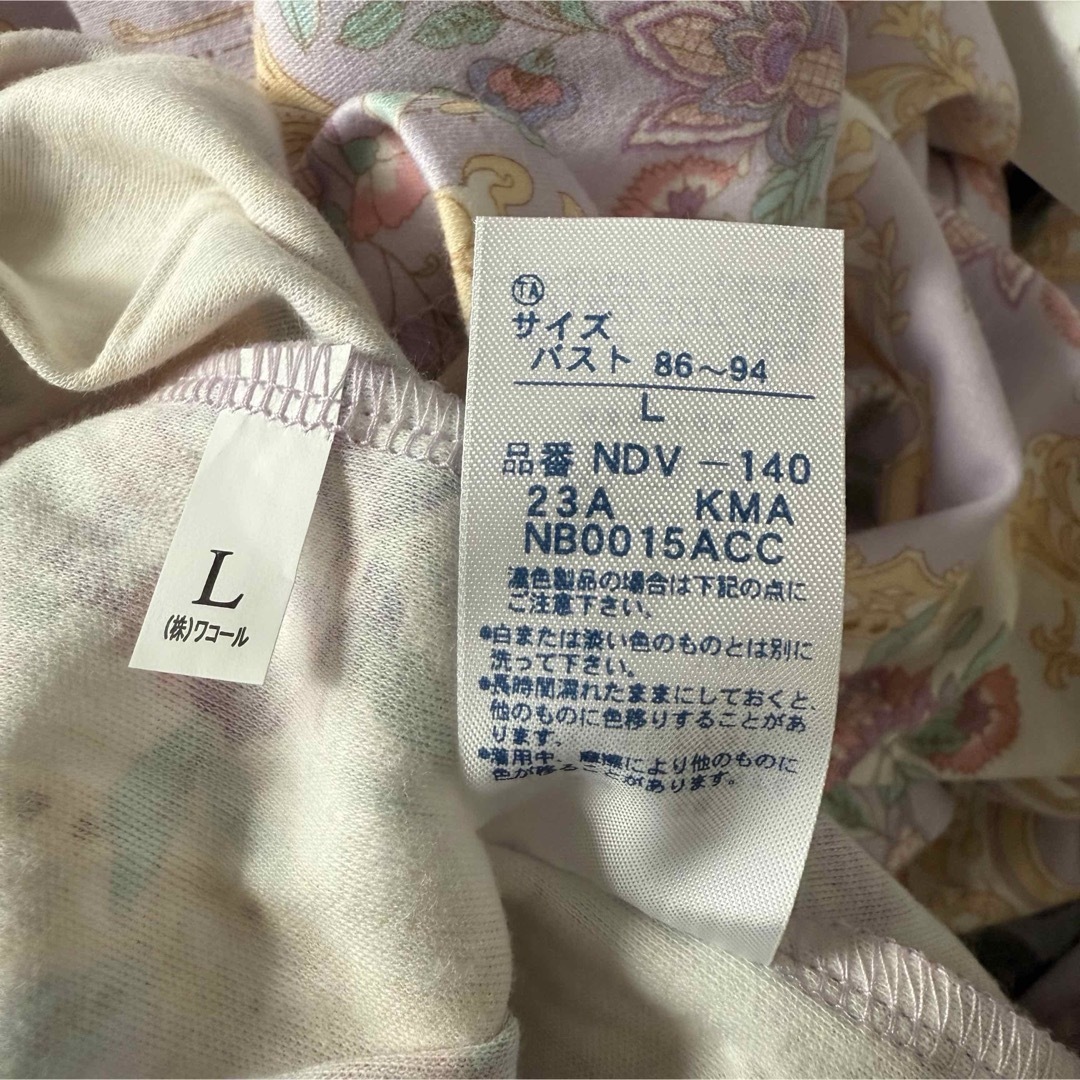 TA
サイズ
バスト 86～94
L
品番 NDV－140
23A KMA
NB0015ACC
濃色製品の場合は下記の点に
ご注意下さい。
●白または淡い色のものとは別に
洗って下さい。
●長時間濡れたままにしておくと、
他のものに色移りすることがあ
ります。
●着用中、摩擦により他のものに
色が移ることがあります。
L
(株)ワコール